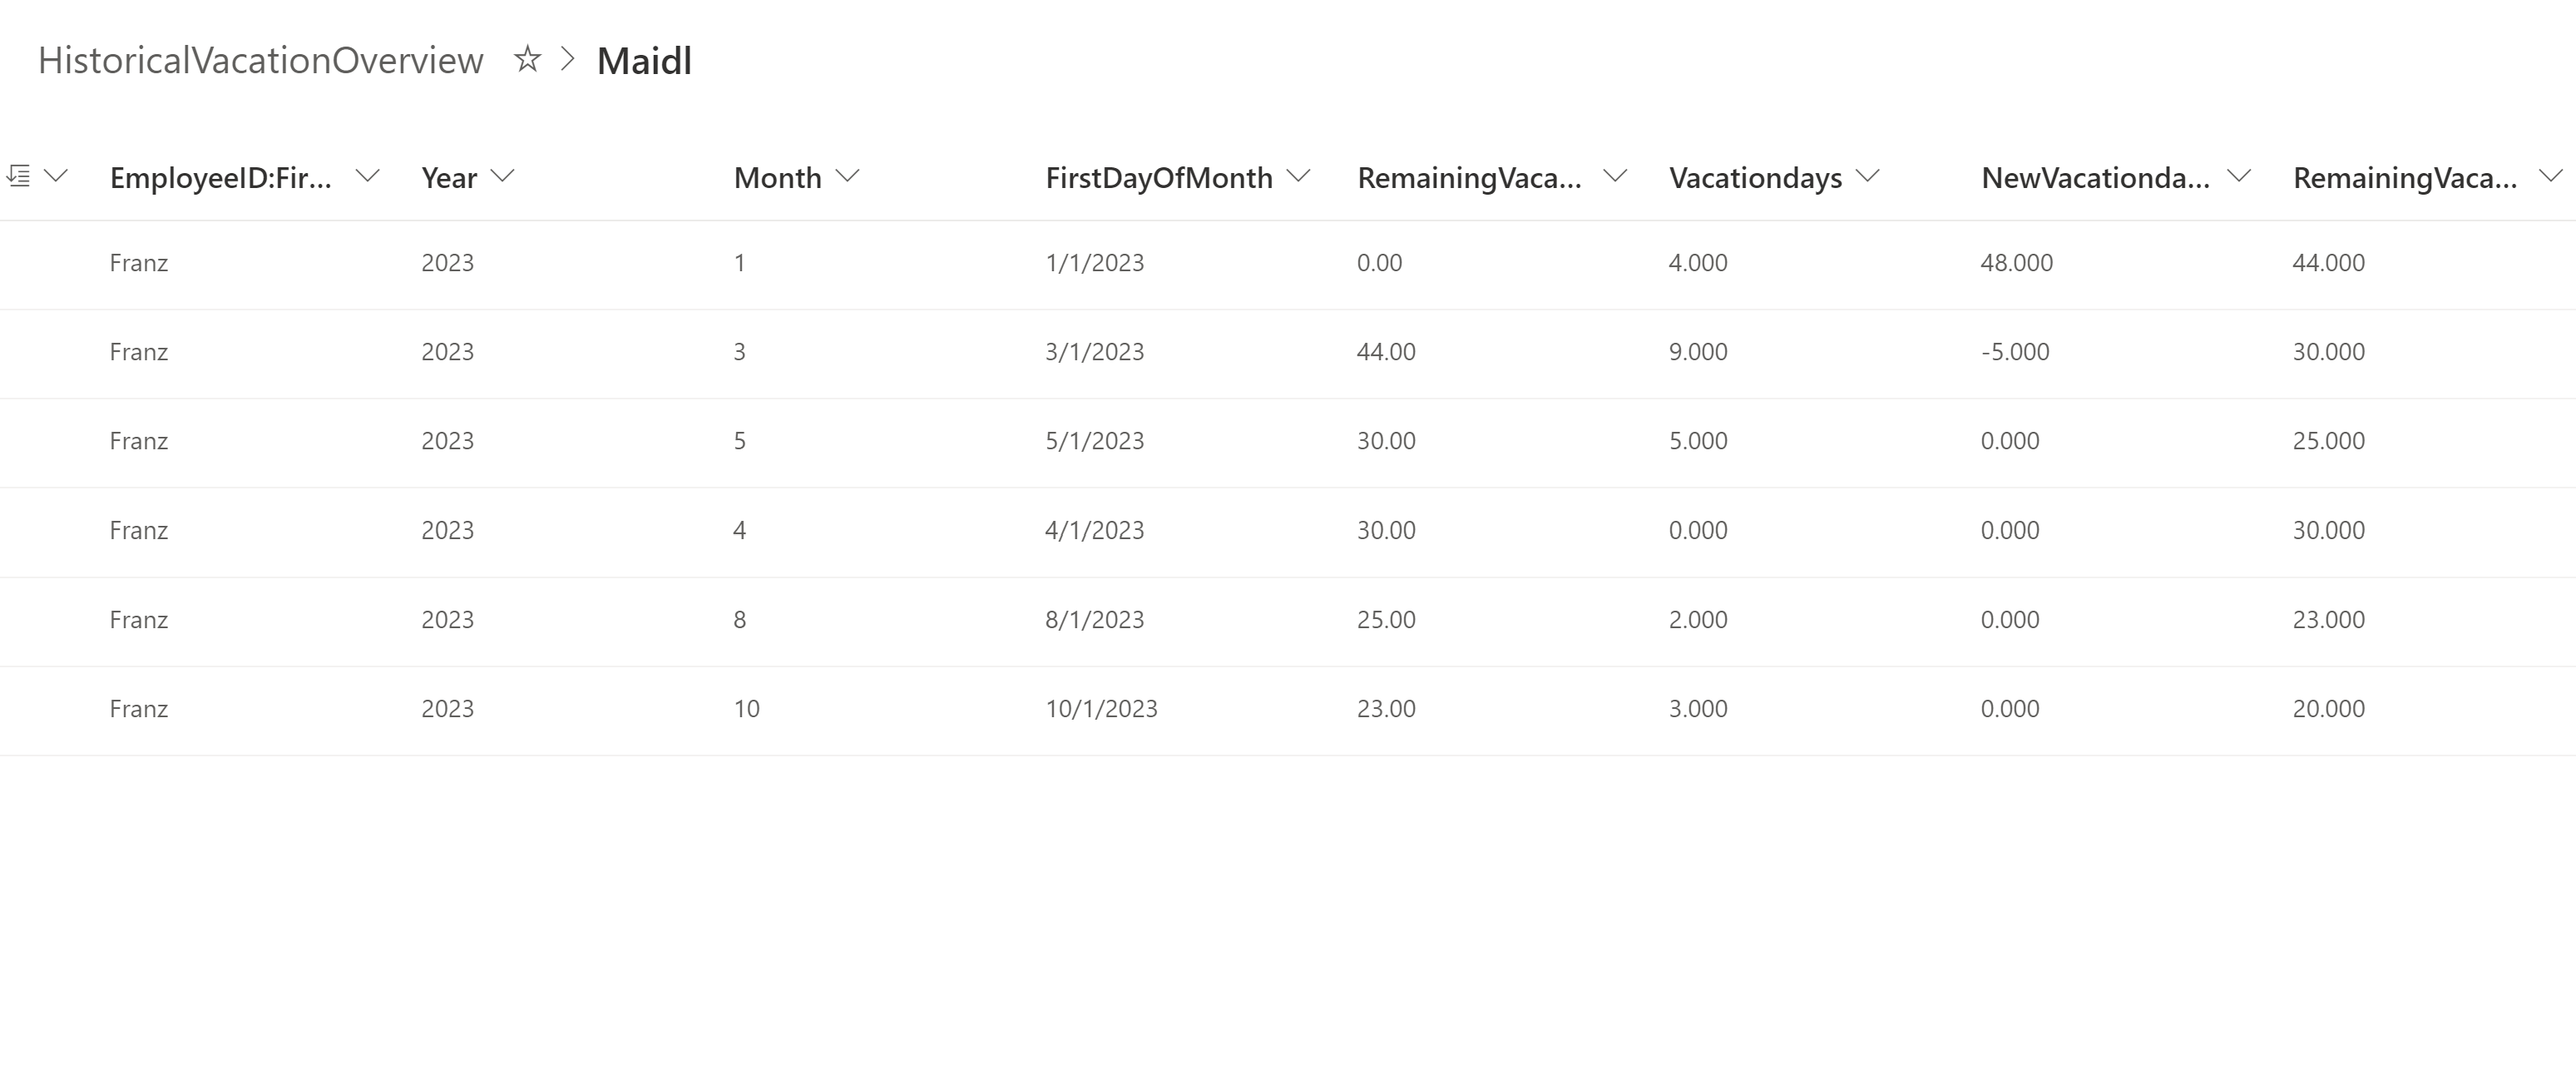 HistoricalVacationOverview > Maidl
EmployeeID:Fir... Year Month FirstDayOfMonth RemainingVaca... Vacationdays NewVacationda... RemainingVaca...
Franz 2023 1 1/1/2023 0.00 4.000 48.000 44.000
Franz 2023 3 3/1/2023 44.00 9.000 -5.000 30.000
Franz 2023 5 5/1/2023 30.00 5.000 0.000 25.000
Franz 2023 4 4/1/2023 30.00 0.000 0.000 30.000
Franz 2023 8 8/1/2023 25.00 2.000 0.000 23.000
Franz 2023 10 10/1/2023 23.00 3.000 0.000 20.000